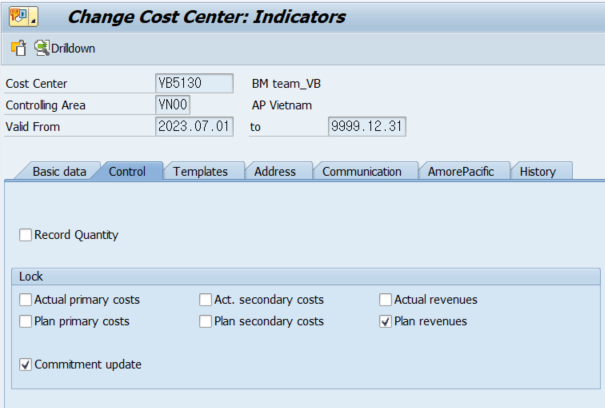 Change Cost Center: Indicators
Drilldown
Cost Center YB5130 BM team_VB
Controlling Area YN00 AP Vietnam
Valid From 2023.07.01 to 9999.12.31
Basic data Control Templates Address Communication AmorePacific History
Record Quantity
Lock
Actual primary costs Act. secondary costs Actual revenues
Plan primary costs Plan secondary costs Plan revenues
Commitment update